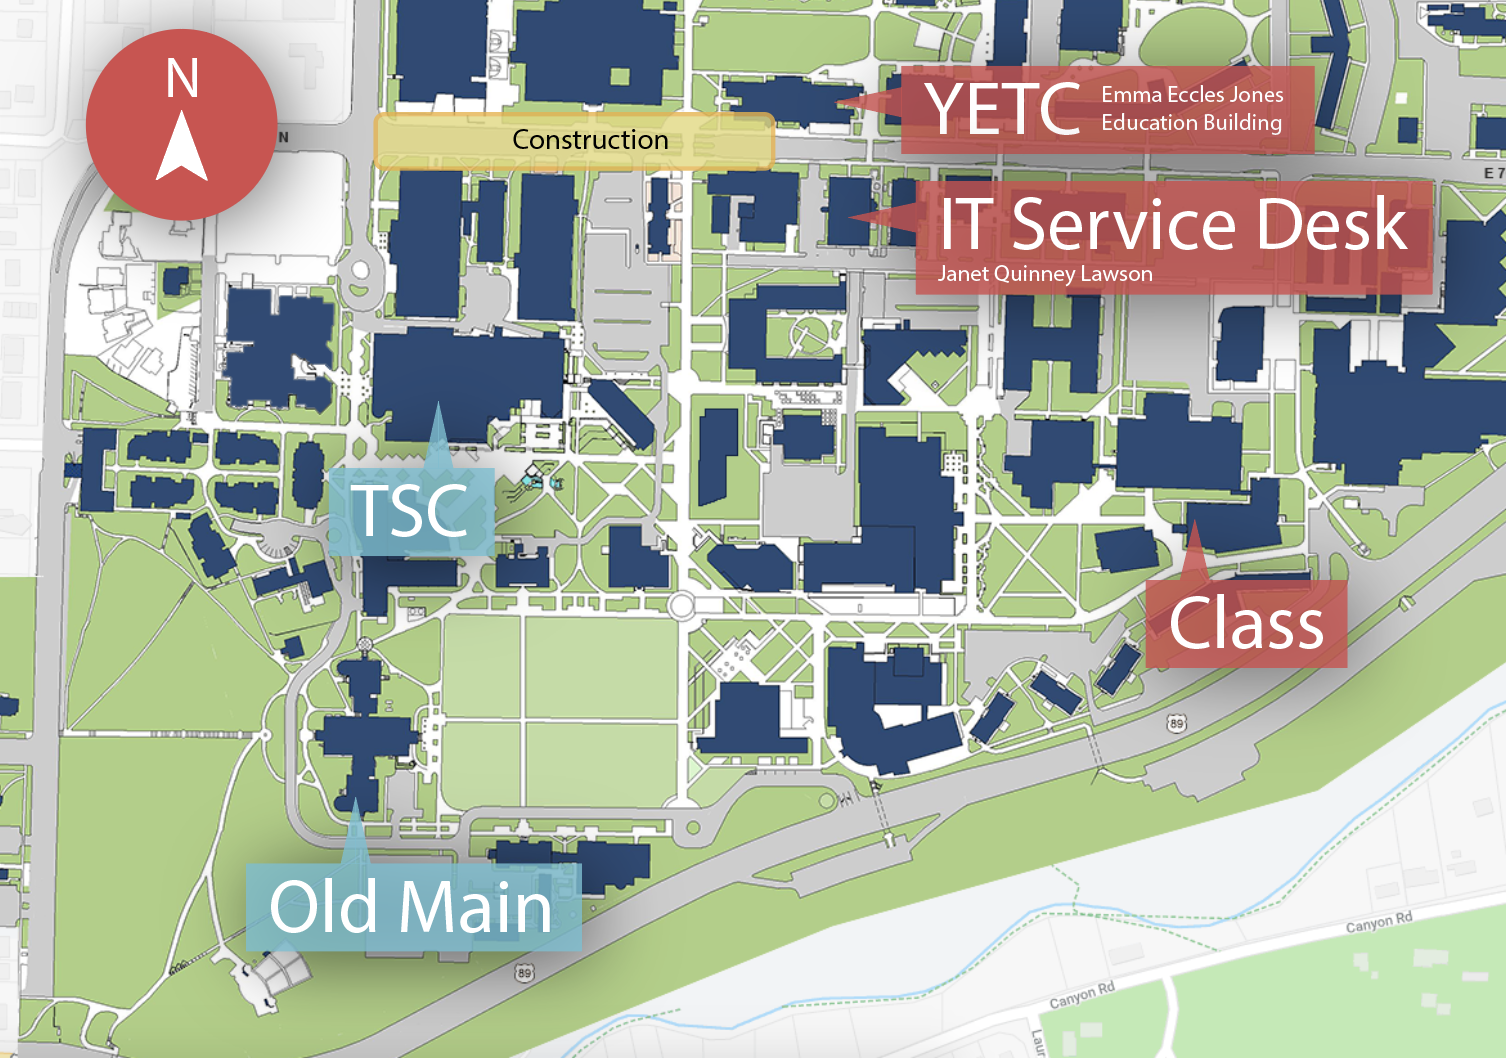 N
N
Construction
YETC
Emma Eccles Jones
Education Building
E 7
IT Service Desk
Janet Quinney Lawson
TSC
Class
89
Old Main
89
Canyon Rd
Canyon Rd
Laur